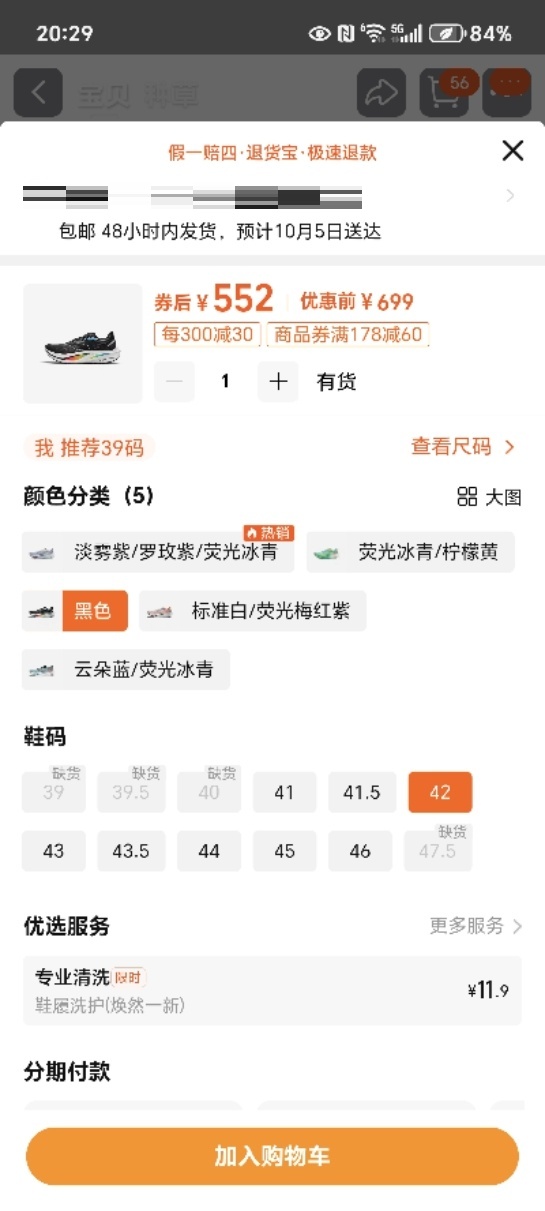 20:29
6 5G 84%
宝贝 种草
56
假一赔四·退货宝·极速退款
包邮 48小时内发货，预计10月5日送达
券后¥552 优惠前¥699
每300减30 商品券满178减60
1 有货
我 推荐39码 查看尺码
颜色分类（5） 大图
热销
淡雾紫/罗玫紫/荧光冰青 荧光冰青/柠檬黄
黑色 标准白/荧光梅红紫
云朵蓝/荧光冰青
鞋码
缺货 缺货 缺货
39 39.5 40 41 41.5 42
缺货
43 43.5 44 45 46 47.5
优选服务 更多服务
专业清洗 限时
¥11.9
鞋履洗护(焕然一新)
分期付款
加入购物车